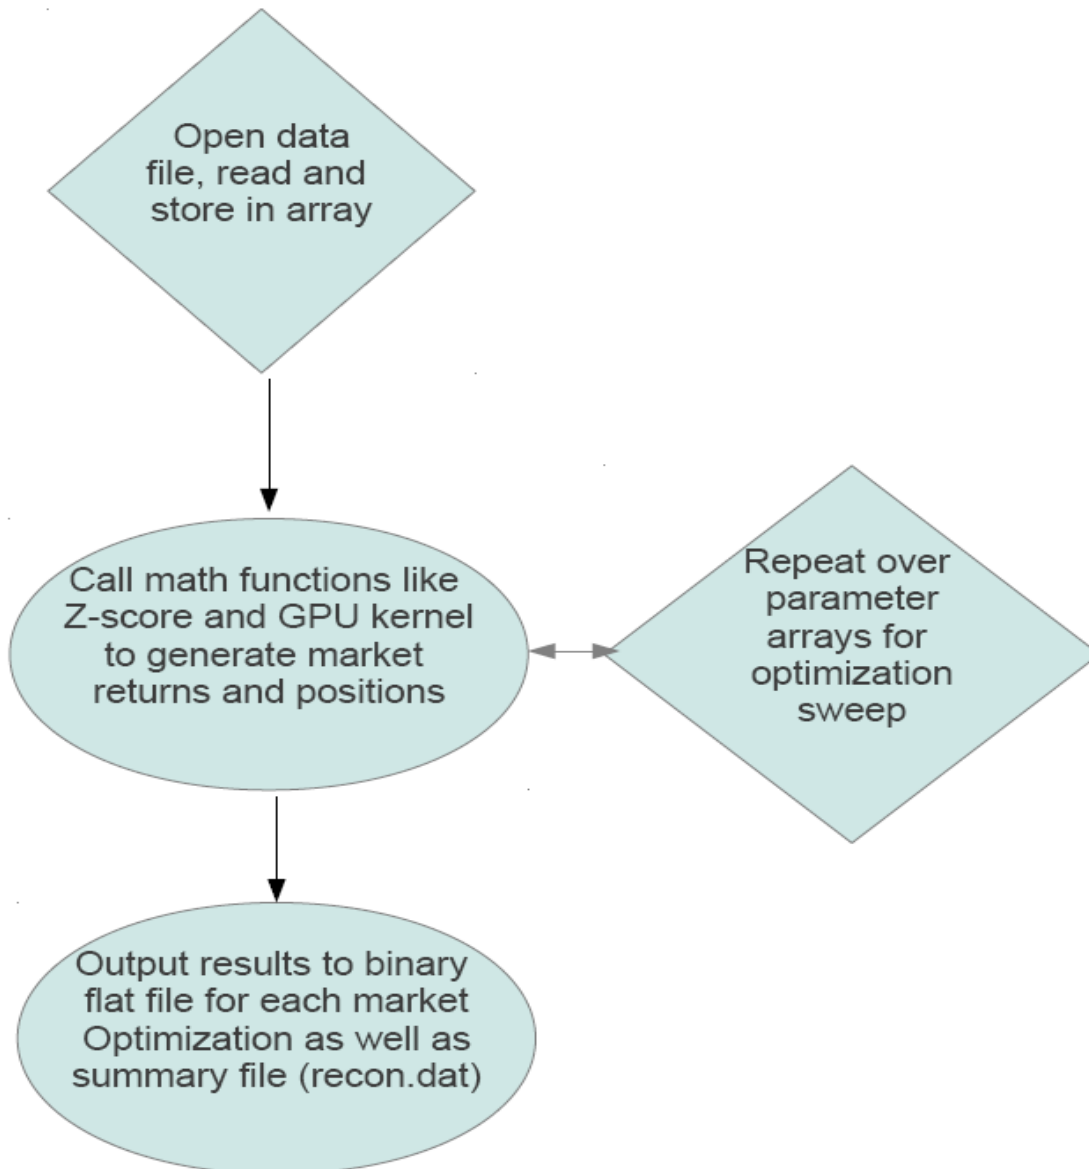 Open data
file, read and
store in array
Call math functions like
Z-score and GPU kernel
to generate market
returns and positions
Repeat over
parameter
arrays for
optimization
sweep
Output results to binary
flat file for each market
Optimization as well as
summary file (recon.dat)